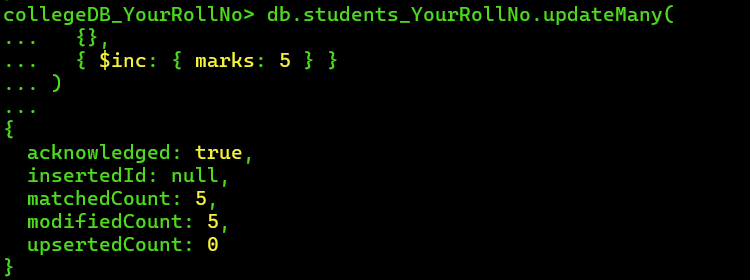 collegeDB_YourRollNo> db.students_YourRollNo.updateMany(
...   {},
...   { $inc: { marks: 5 } }
... )
...
{
  acknowledged: true,
  insertedId: null,
  matchedCount: 5,
  modifiedCount: 5,
  upsertedCount: 0
}